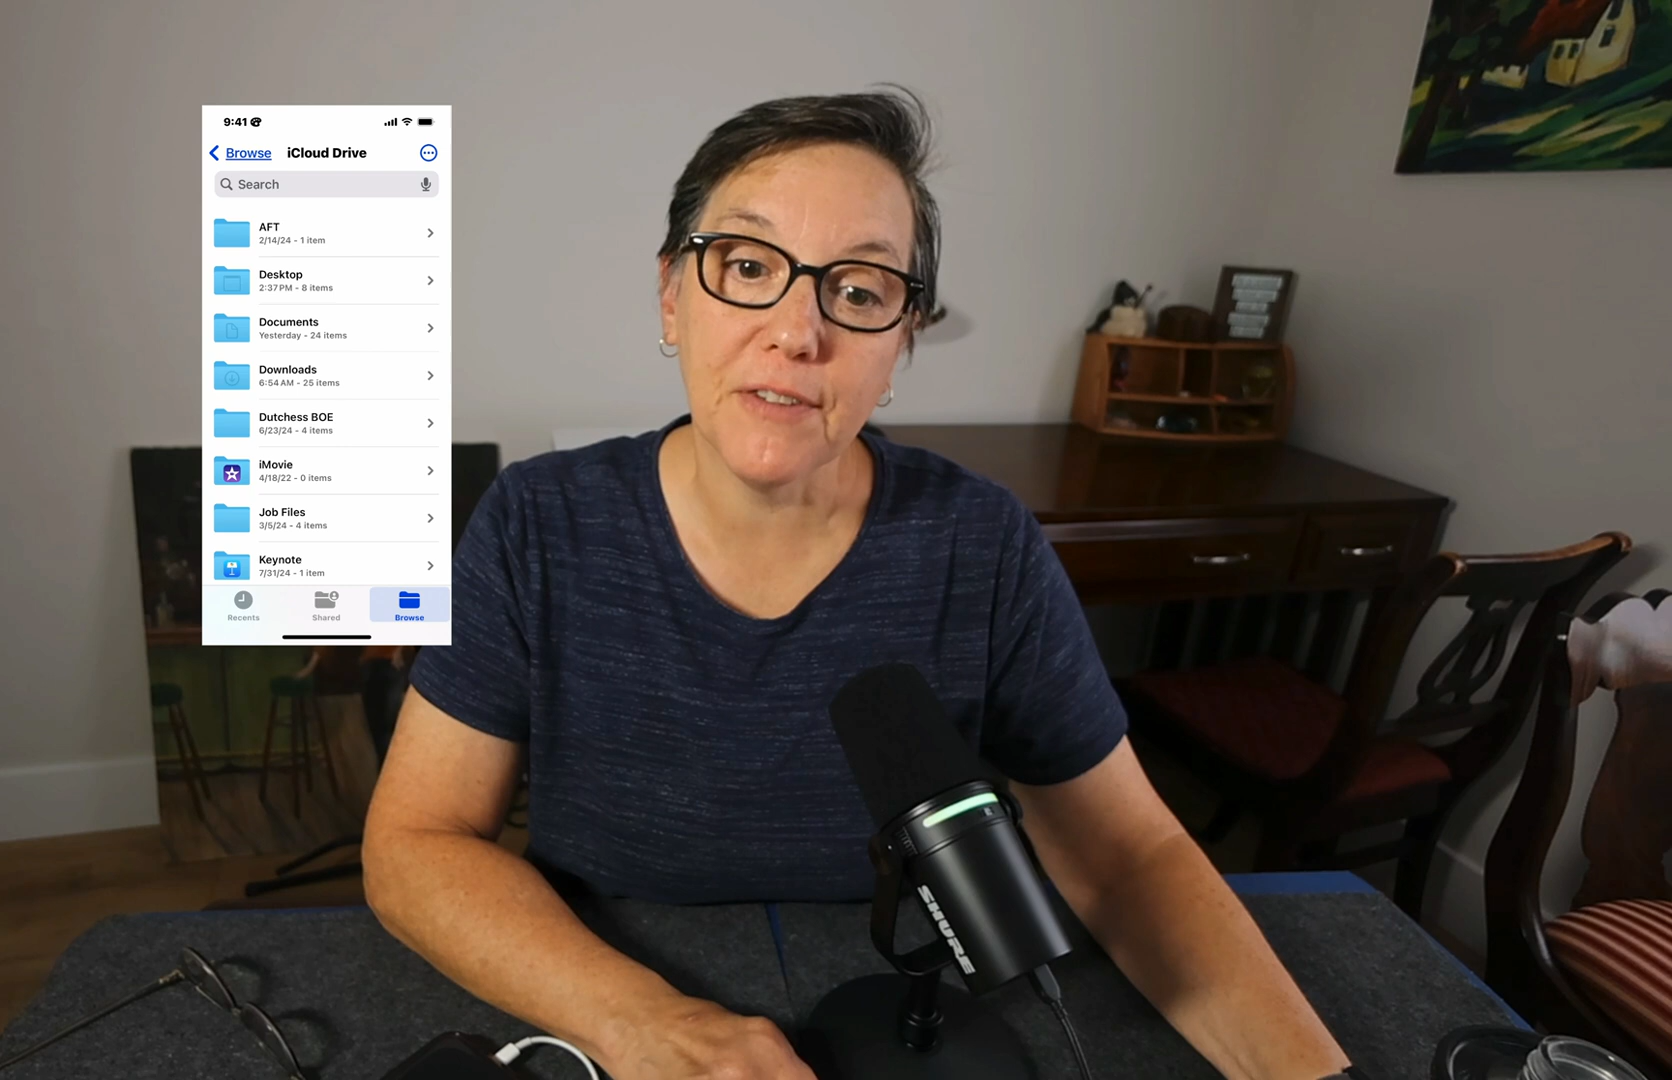 9:41
Browse
iCloud Drive
Search
AFT
2/14/24 - 1 item
Desktop
2:37 PM - 8 items
Documents
Yesterday - 24 items
Downloads
6:54 AM - 25 items
Dutchess BOE
6/23/24 - 4 items
iMovie
4/18/22 - 0 items
Job Files
3/5/24 - 4 items
Keynote
7/31/24 - 1 item
Recents
Shared
Browse
SHURE